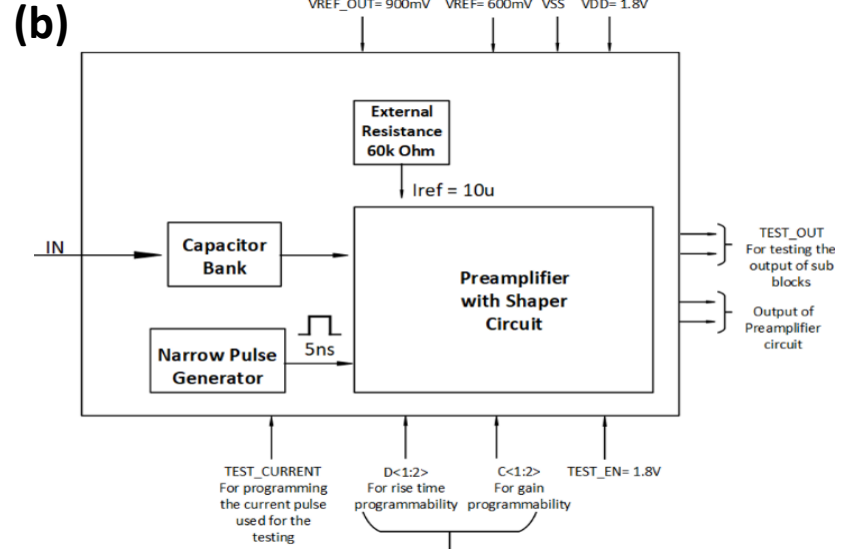 (b)
VREF_OUT= 900mV VREF= 600mV VSS VDD= 1.8V
External
Resistance
60k Ohm
Iref = 10u
IN
Capacitor
Bank
Preamplifier
with Shaper
Circuit
Narrow Pulse
Generator
5ns
TEST_OUT
For testing the
output of sub
blocks
Output of
Preamplifier
circuit
TEST_CURRENT
For programming
the current pulse
used for the
testing
D<1:2>
For rise time
programmability
C<1:2>
For gain
programmability
TEST_EN= 1.8V